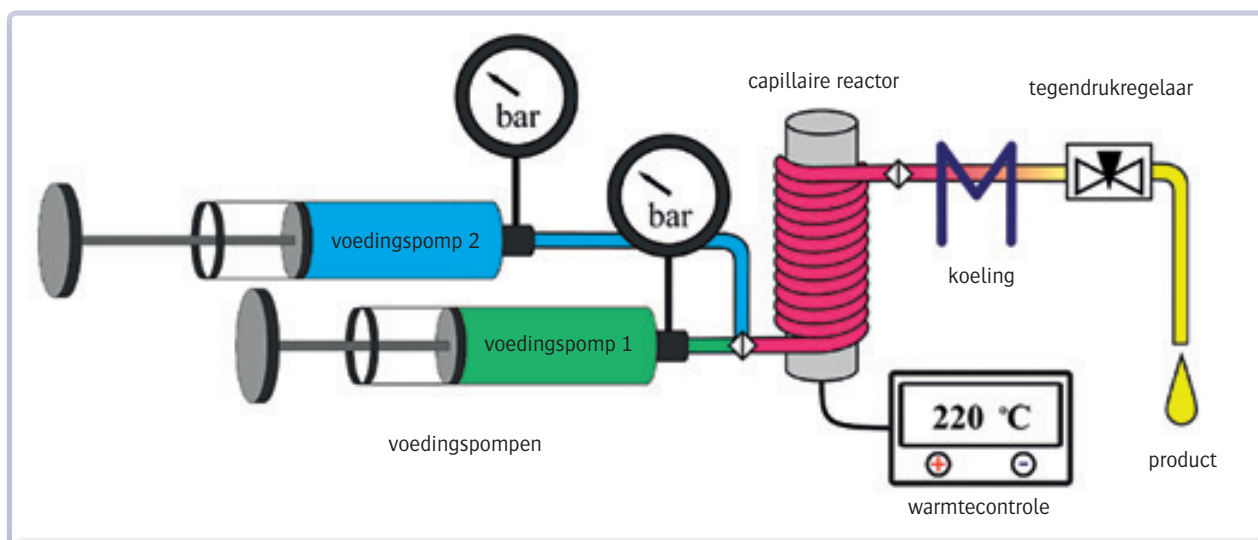 capillaire reactor
tegendrukregelaar
bar
bar
voedingspomp 2
voedingspomp 1
koeling
voedingspompen
220 °C
+
-
warmtecontrole
product